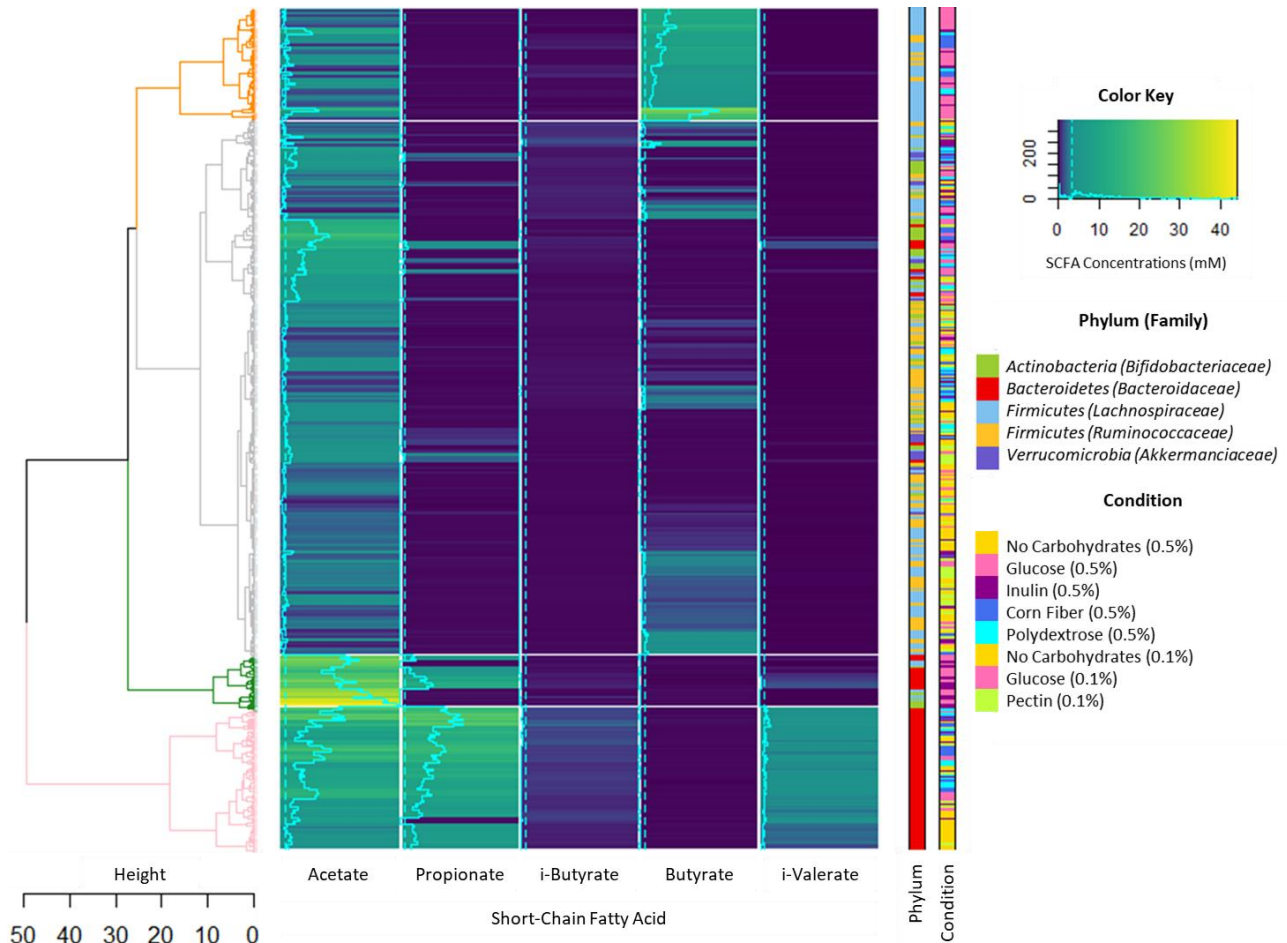 Color Key
200
0
0 10 20 30 40
SCFA Concentrations (mM)
Phylum (Family)
Actinobacteria (Bifidobacteriaceae)
Bacteroidetes (Bacteroidaceae)
Firmicutes (Lachnospiraceae)
Firmicutes (Ruminococcaceae)
Verrucomicrobia (Akkermanciaceae)
Condition
No Carbohydrates (0.5%)
Glucose (0.5%)
Inulin (0.5%)
Corn Fiber (0.5%)
Polydextrose (0.5%)
No Carbohydrates (0.1%)
Glucose (0.1%)
Pectin (0.1%)
Height
Acetate Propionate i-Butyrate Butyrate i-Valerate
Short-Chain Fatty Acid
50 40 30 20 10 0
Phylum
Condition